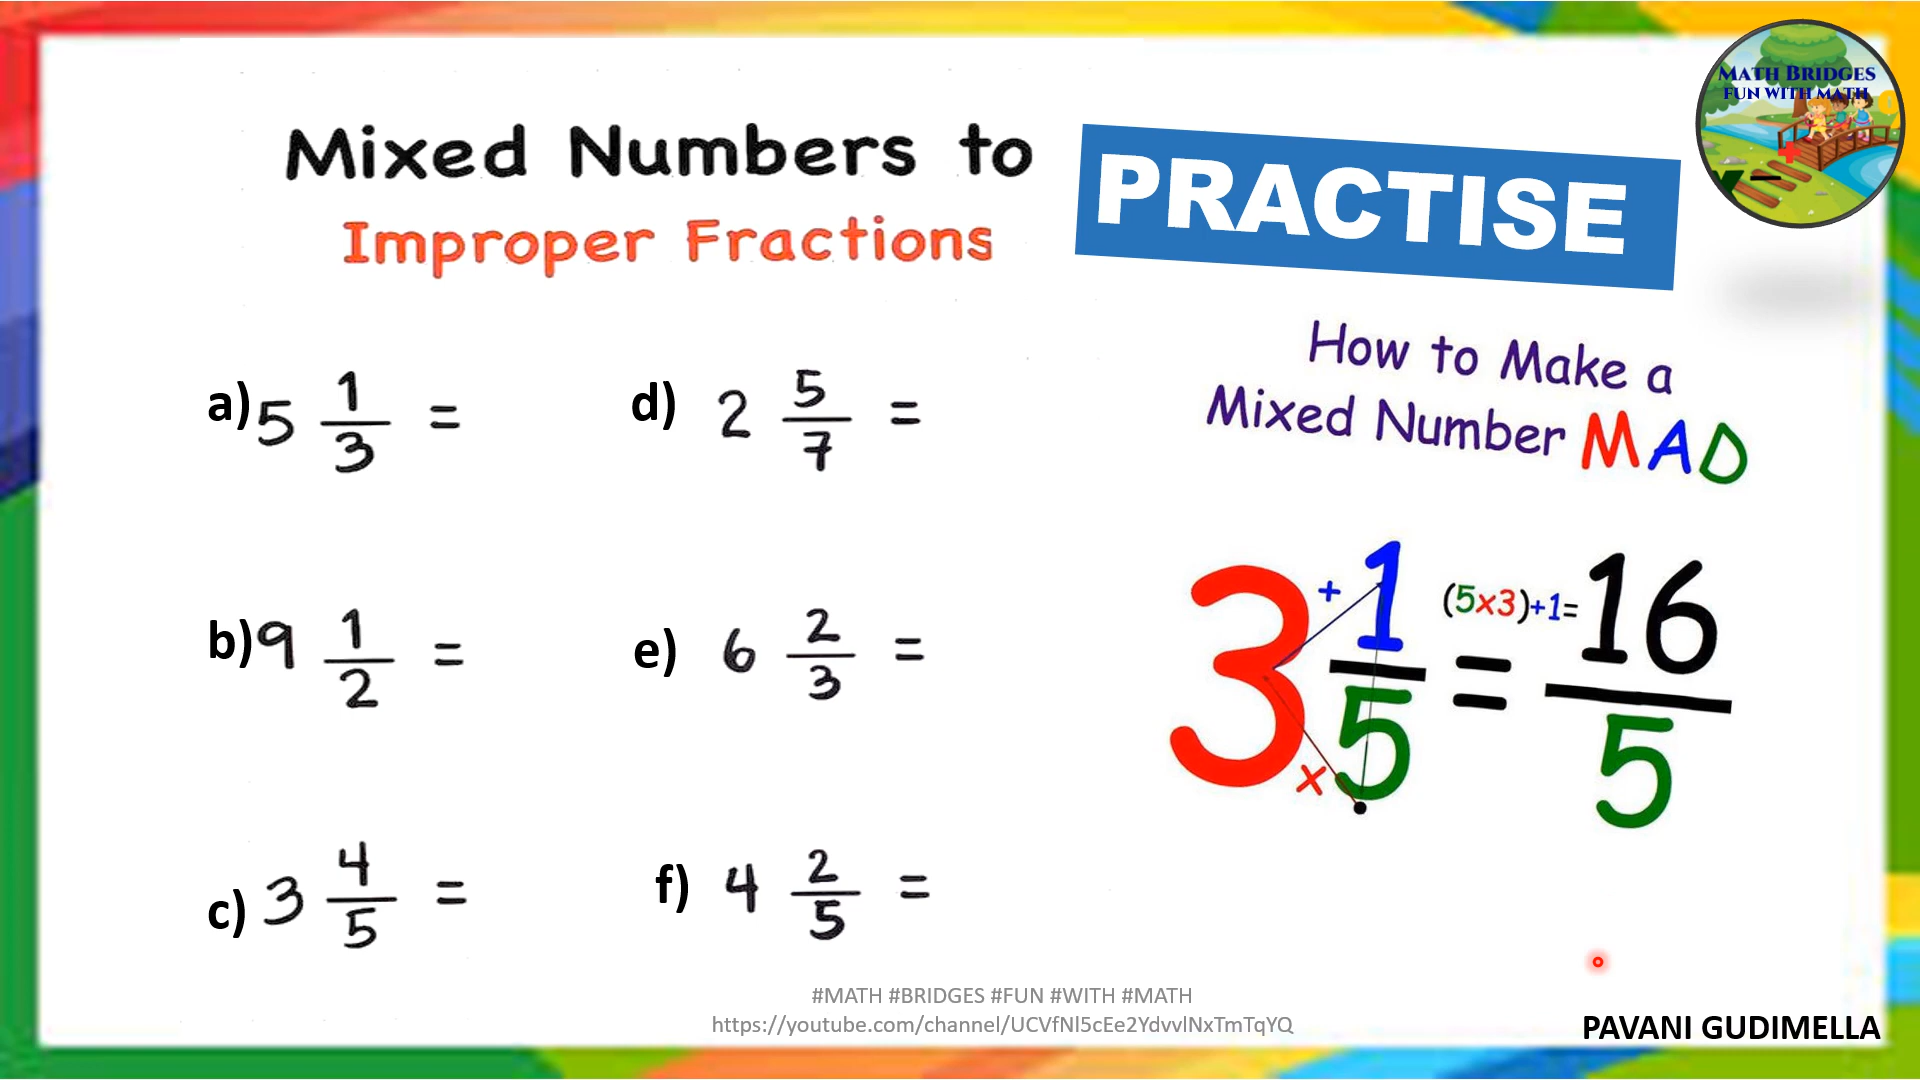 MATH BRIDGES
FUN WITH MATH
Mixed Numbers to
Improper Fractions
PRACTISE
a) 5 1/3 =
d) 2 5/7 =
b) 9 1/2 =
e) 6 2/3 =
c) 3 4/5 =
f) 4 2/5 =
How to Make a
Mixed Number MAD
3 + 1/5 x (5x3)+1= = 16/5
#MATH #BRIDGES #FUN #WITH #MATH
https://youtube.com/channel/UCVfNl5cEe2YdvvlNxTmTqYQ
PAVANI GUDIMELLA